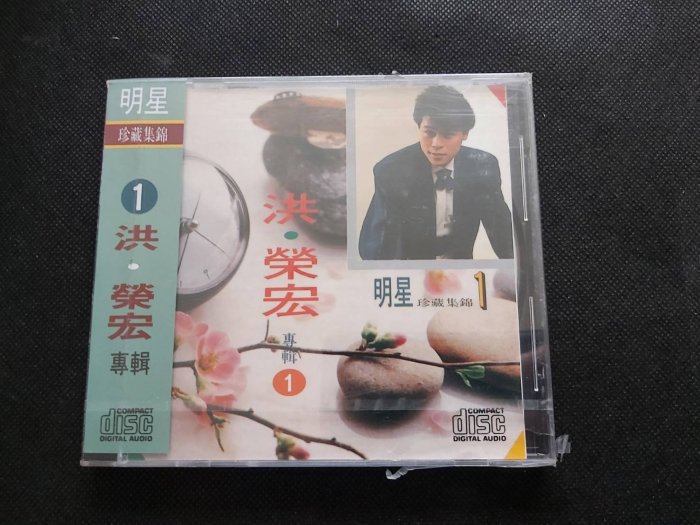 明星
珍藏集錦
1
洪・榮宏
專輯
COMPACT
disc
DIGITAL AUDIO
洪・榮宏
專輯
1
明星 珍藏集錦 1
COMPACT
disc
DIGITAL AUDIO